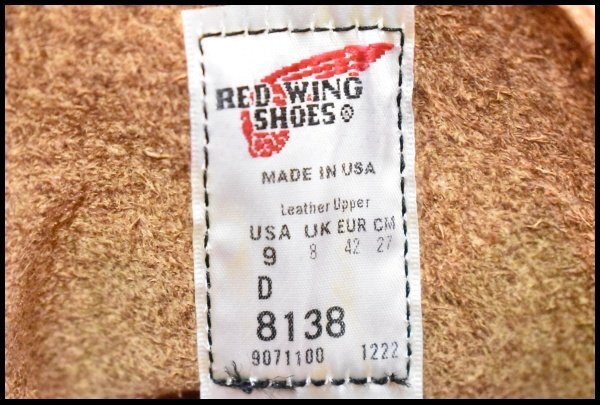 RED WING
SHOES®
MADE IN USA
Leather Upper
USA UK EUR CM
9 8 42 27
D
8138
9071100 1222